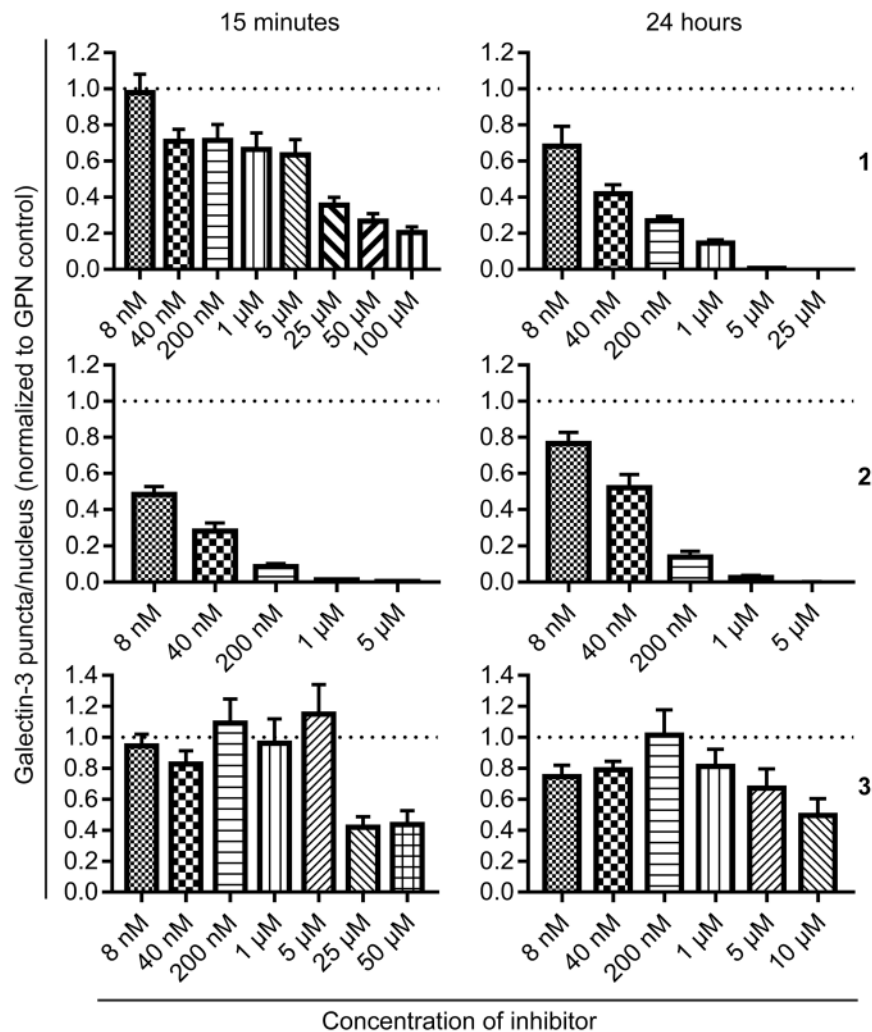 15 minutes
24 hours
Galectin-3 puncta/nucleus (normalized to GPN control)
1.2
1.0
0.8
0.6
0.4
0.2
0.0
8 nM
40 nM
200 nM
1 µM
5 µM
25 µM
50 µM
100 µM
1.2
1.0
0.8
0.6
0.4
0.2
0.0
8 nM
40 nM
200 nM
1 µM
5 µM
25 µM
1
1.2
1.0
0.8
0.6
0.4
0.2
0.0
8 nM
40 nM
200 nM
1 µM
5 µM
1.2
1.0
0.8
0.6
0.4
0.2
0.0
8 nM
40 nM
200 nM
1 µM
5 µM
2
1.4
1.2
1.0
0.8
0.6
0.4
0.2
0.0
8 nM
40 nM
200 nM
1 µM
5 µM
25 µM
50 µM
1.4
1.2
1.0
0.8
0.6
0.4
0.2
0.0
8 nM
40 nM
200 nM
1 µM
5 µM
10 µM
3
Concentration of inhibitor